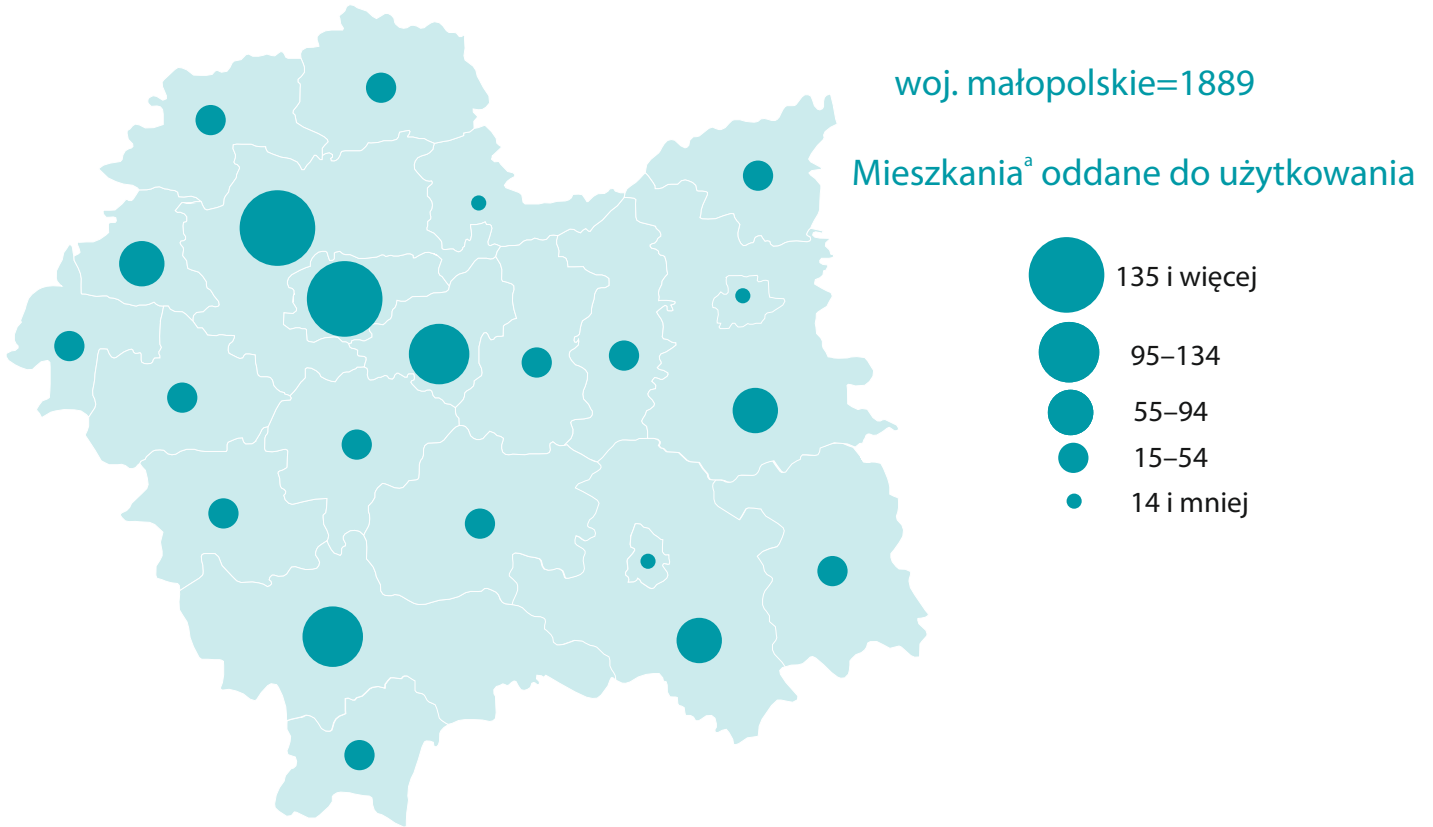 woj. małopolskie=1889
Mieszkaniaᵃ oddane do użytkowania
135 i więcej
95–134
55–94
15–54
14 i mniej